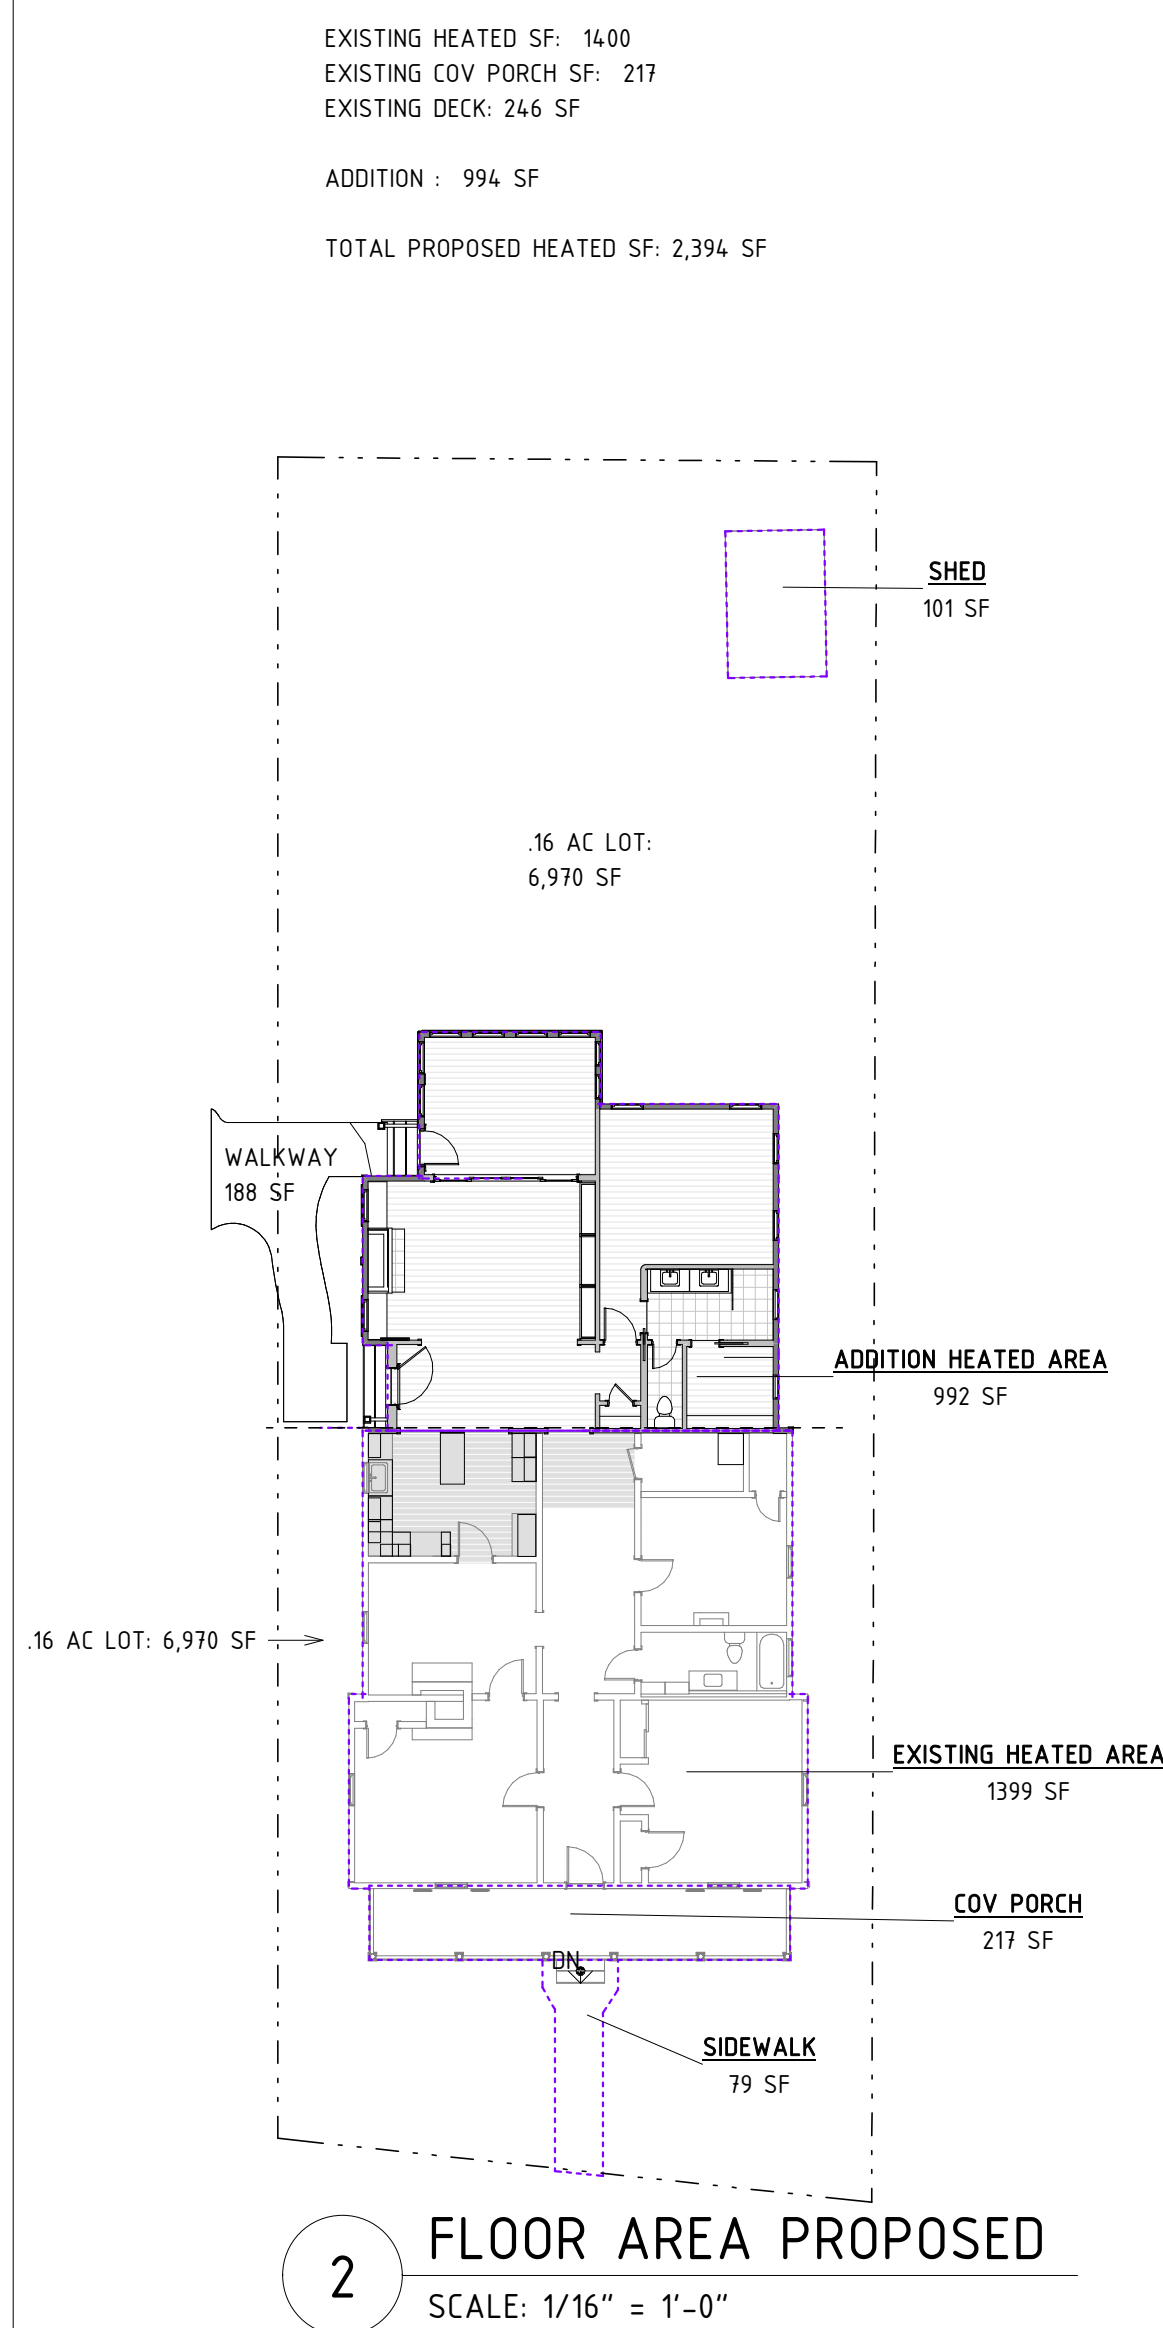 EXISTING HEATED SF: 1400
EXISTING COV PORCH SF: 217
EXISTING DECK: 246 SF
ADDITION : 994 SF
TOTAL PROPOSED HEATED SF: 2,394 SF
SHED
101 SF
.16 AC LOT:
6,970 SF
WALKWAY
188 SF
ADDITION HEATED AREA
992 SF
.16 AC LOT: 6,970 SF
EXISTING HEATED AREA
1399 SF
COV PORCH
217 SF
DN
SIDEWALK
79 SF
2
FLOOR AREA PROPOSED
SCALE: 1/16" = 1'-0"